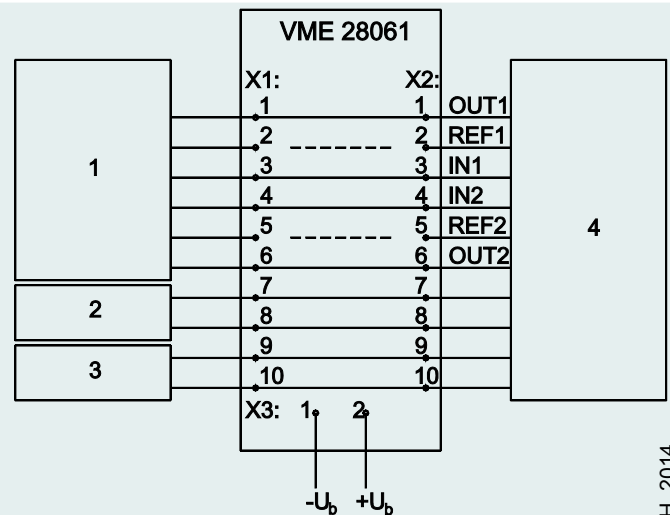 VME 28061
X1: X2:
1 1 OUT1
2 2 REF1
3 3 IN1
1 4 4 IN2 4
5 5 REF2
6 6 OUT2
7 7
2 8 8
9 9
3 10 10
X3: 1 2
-Ub +Ub
H_2014